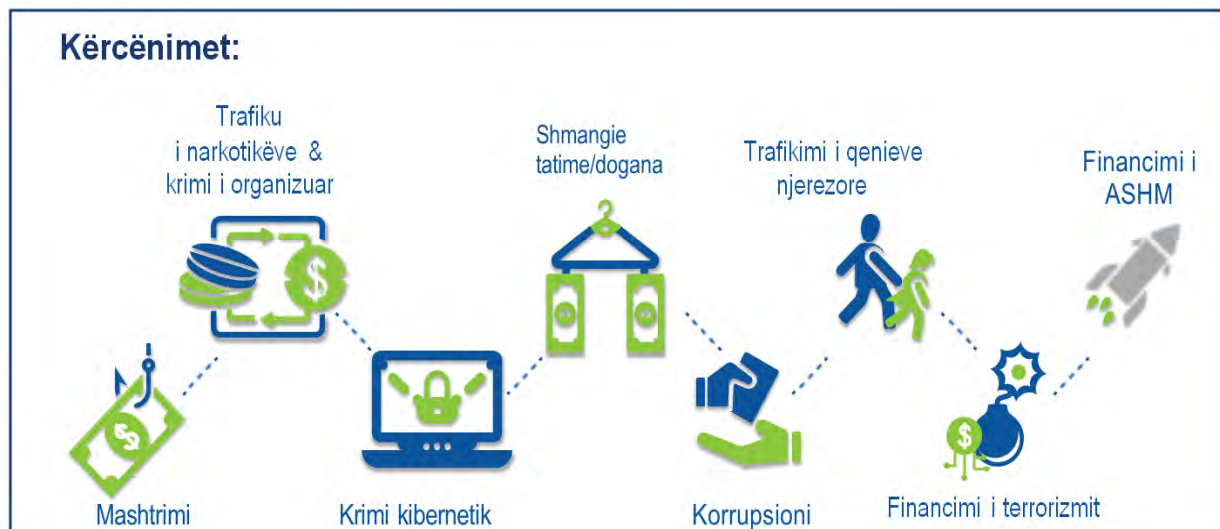 Kërcënimet:
Trafiku
i narkotikëve &
krimi i organizuar
Shmangie
tatime/dogana
Trafikimi i qenieve
njerezore
Financimi i
ASHM
Mashtrimi
Krimi kibernetik
Korrupsioni
Financimi i terrorizmit